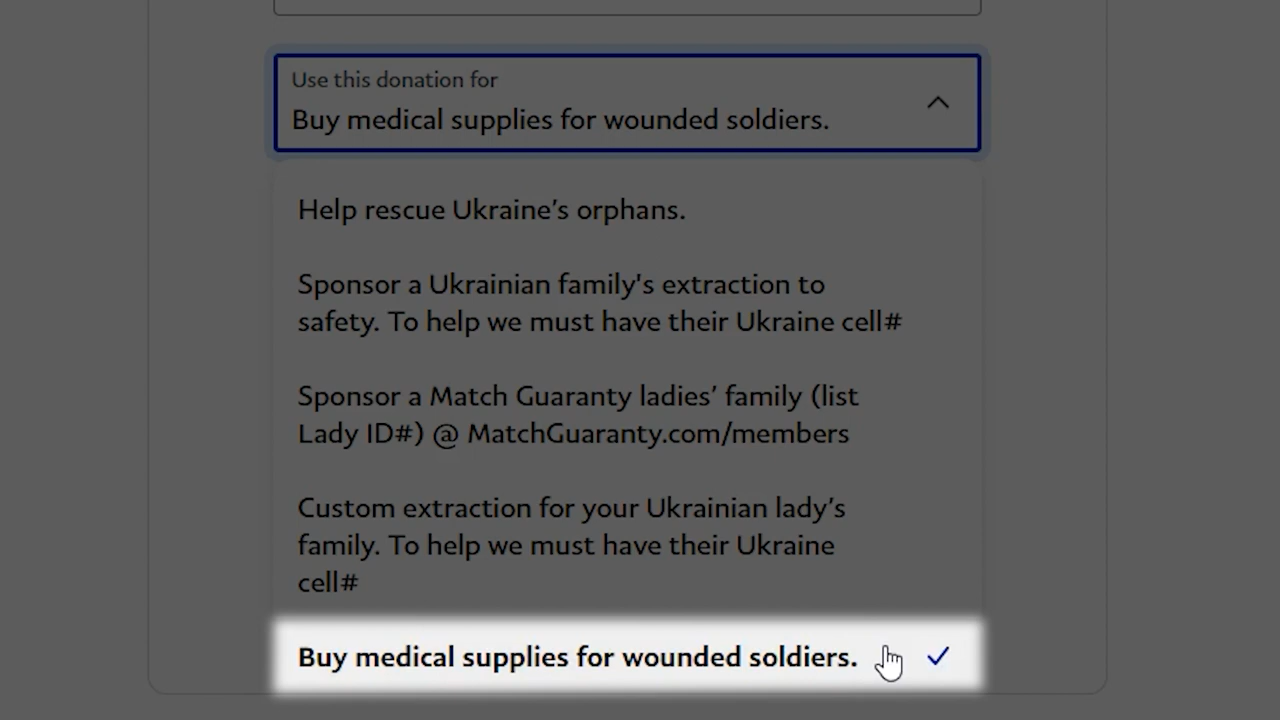 Use this donation for
Buy medical supplies for wounded soldiers.
Help rescue Ukraine’s orphans.
Sponsor a Ukrainian family's extraction to
safety. To help we must have their Ukraine cell#
Sponsor a Match Guaranty ladies’ family (list
Lady ID#) @ MatchGuaranty.com/members
Custom extraction for your Ukrainian lady’s
family. To help we must have their Ukraine
cell#
Buy medical supplies for wounded soldiers.